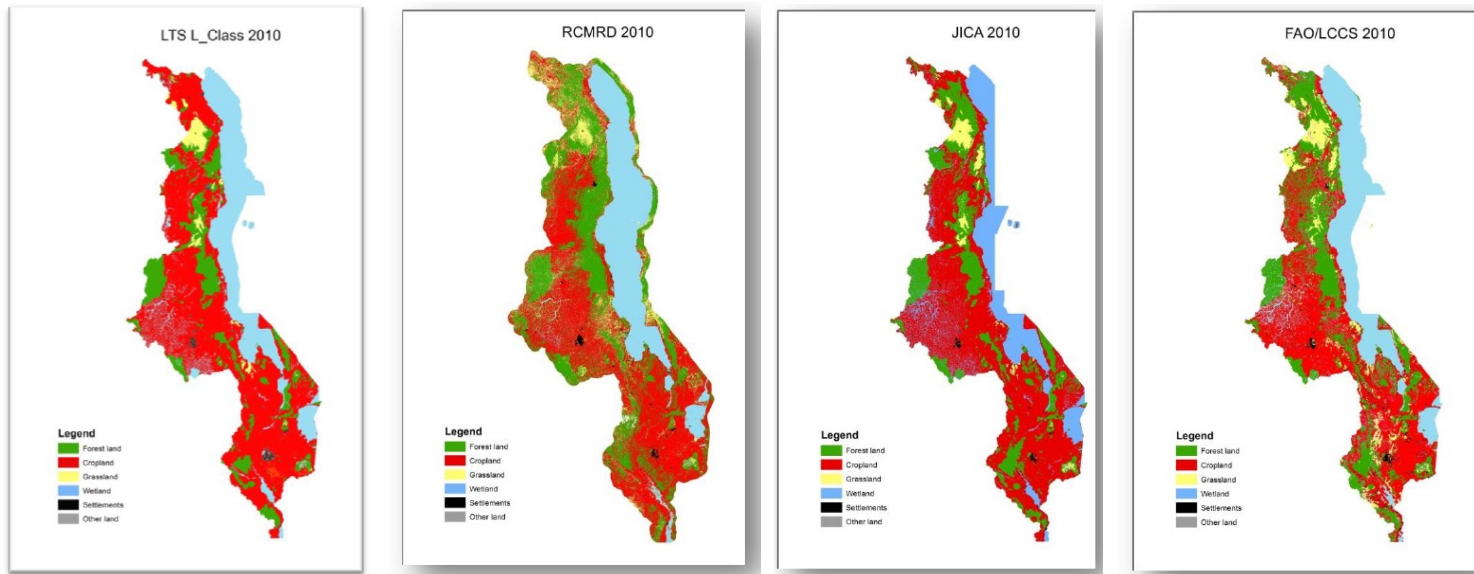 LTS L_Class 2010
Legend
Forest land
Cropland
Grassland
Wetland
Settlements
Other land
RCMRD 2010
Legend
Forest land
Cropland
Grassland
Wetland
Settlements
Other land
JICA 2010
Legend
Forest land
Cropland
Grassland
Wetland
Settlements
Other land
FAO/LCCS 2010
Legend
Forest land
Cropland
Grassland
Wetland
Settlements
Other land